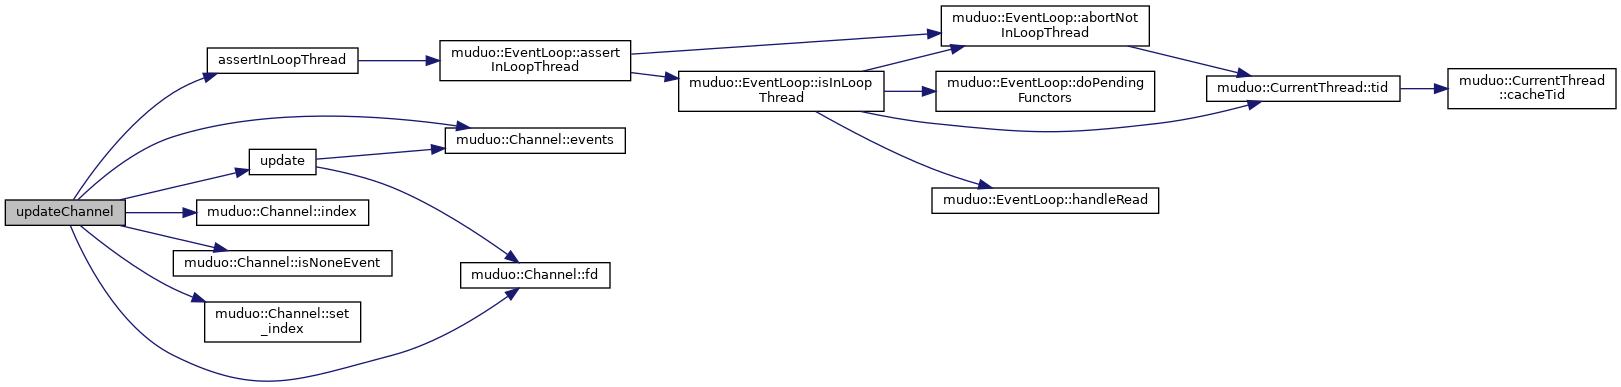 updateChannel
assertInLoopThread
muduo::EventLoop::assert
InLoopThread
muduo::EventLoop::abortNot
InLoopThread
muduo::EventLoop::isInLoop
Thread
muduo::EventLoop::doPending
Functors
muduo::CurrentThread::tid
muduo::CurrentThread
::cacheTid
muduo::Channel::events
update
muduo::EventLoop::handleRead
muduo::Channel::index
muduo::Channel::isNoneEvent
muduo::Channel::fd
muduo::Channel::set
_index